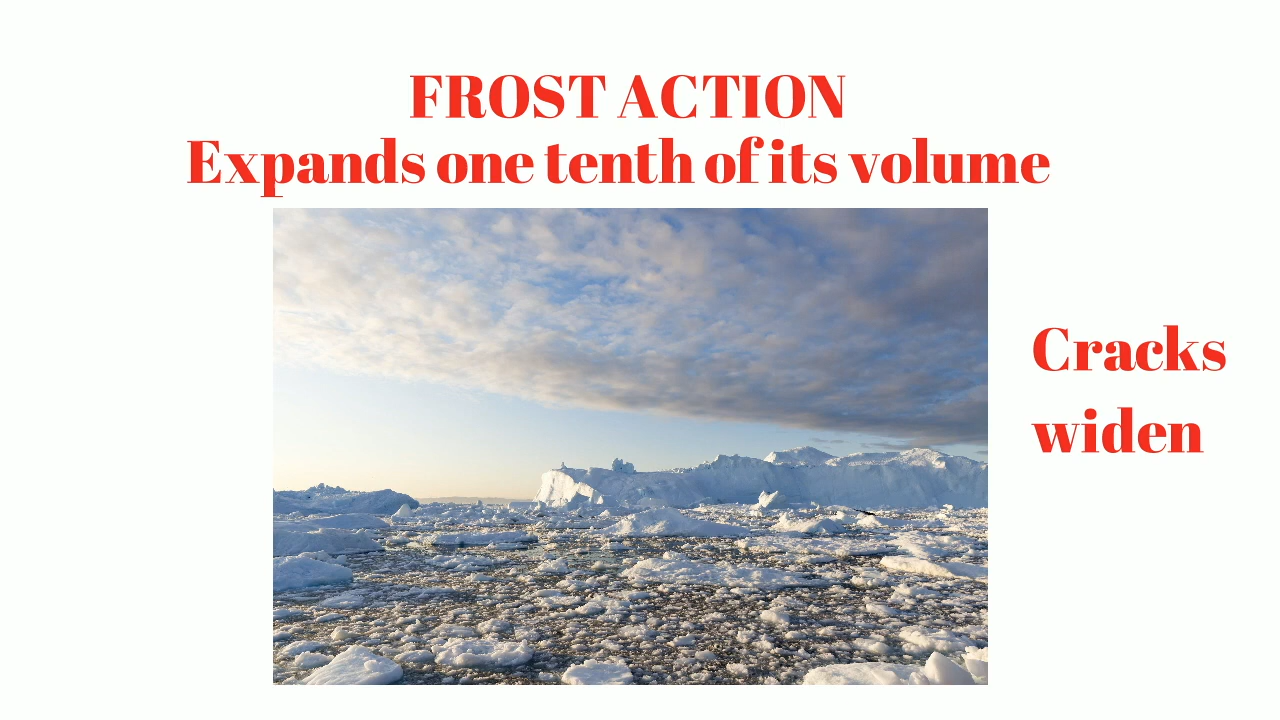 FROST ACTION
Expands one tenth of its volume
Cracks
widen